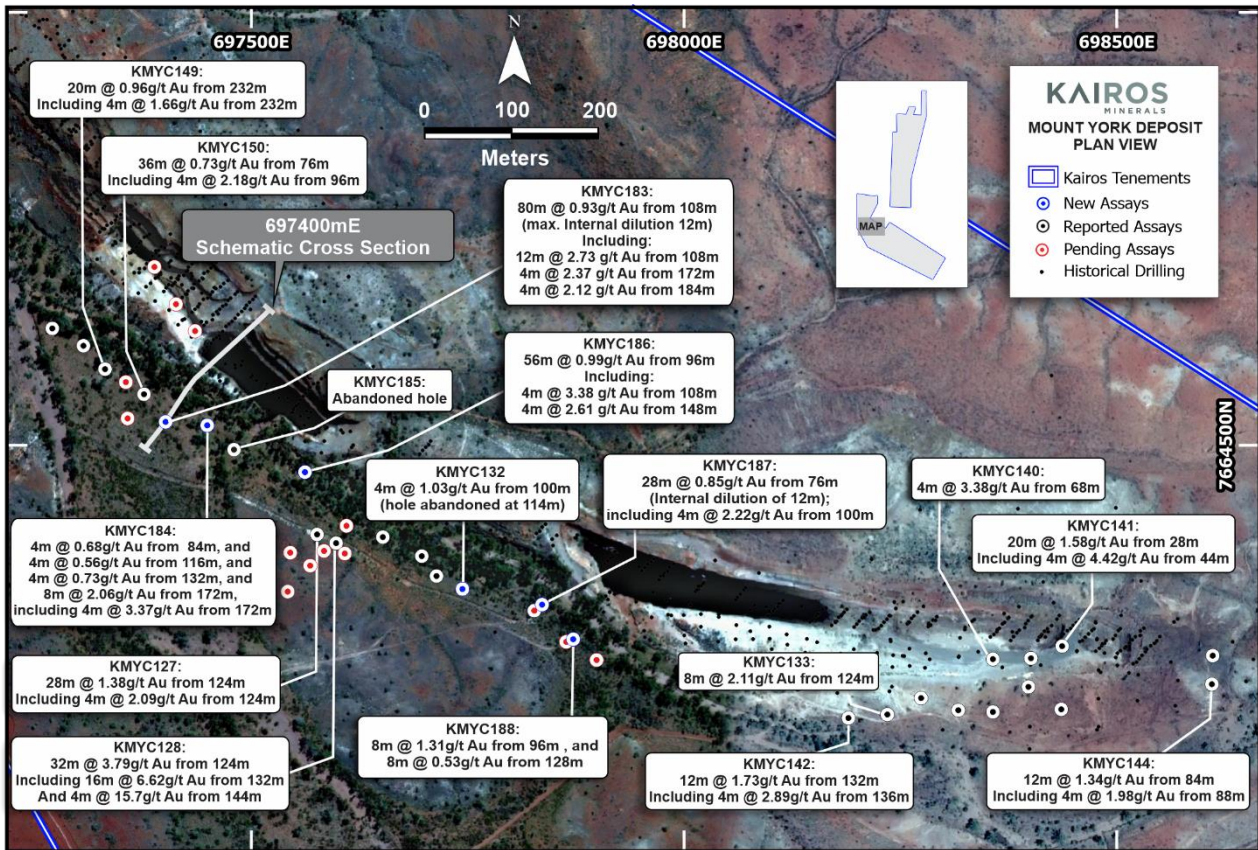 697500E
698000E
698500E
N
0 100 200
Meters
KAIROS
MINERALS
MOUNT YORK DEPOSIT
PLAN VIEW
Kairos Tenements
New Assays
Reported Assays
Pending Assays
Historical Drilling
MAP
KMYC149:
20m @ 0.96g/t Au from 232m
Including 4m @ 1.66g/t Au from 232m
KMYC150:
36m @ 0.73g/t Au from 76m
Including 4m @ 2.18g/t Au from 96m
697400mE
Schematic Cross Section
KMYC183:
80m @ 0.93g/t Au from 108m
(max. Internal dilution 12m)
Including:
12m @ 2.73 g/t Au from 108m
4m @ 2.37 g/t Au 172m
4m @ 2.12 g/t Au 184m
KMYC186:
56m @ 0.99g/t Au from 96m
Including:
4m @ 3.38 g/t Au from 108m
4m @ 2.61 g/t Au from 148m
KMYC185:
Abandoned hole
7664500N
KMYC132
4m @ 1.03g/t Au from 100m
(hole abandoned at 114m)
KMYC187:
28m @ 0.85g/t Au from 76m
(Internal dilution of 12m);
including 4m @ 2.22g/t Au from 100m
KMYC140:
4m @ 3.38g/t Au from 68m
KMYC141:
20m @ 1.58g/t Au from 28m
Including 4m @ 4.42g/t Au from 44m
KMYC184:
4m @ 0.68g/t Au from 84m, and
4m @ 0.56g/t Au from 116m, and
4m @ 0.73g/t Au from 132m, and
8m @ 2.06g/t Au from 172m,
including 4m @ 3.37g/t Au from 172m
KMYC127:
28m @ 1.38g/t Au from 124m
Including 4m @ 2.09g/t Au from 124m
KMYC133:
8m @ 2.11g/t Au from 124m
KMYC128:
32m @ 3.79g/t Au from 124m
Including 16m @ 6.62g/t Au from 132m
And 4m @ 15.7g/t Au from 144m
KMYC188:
8m @ 1.31g/t Au from 96m , and
8m @ 0.53g/t Au from 128m
KMYC142:
12m @ 1.73g/t Au from 132m
Including 4m @ 2.89g/t Au from 136m
KMYC144:
12m @ 1.34g/t Au from 84m
Including 4m @ 1.98g/t Au from 88m